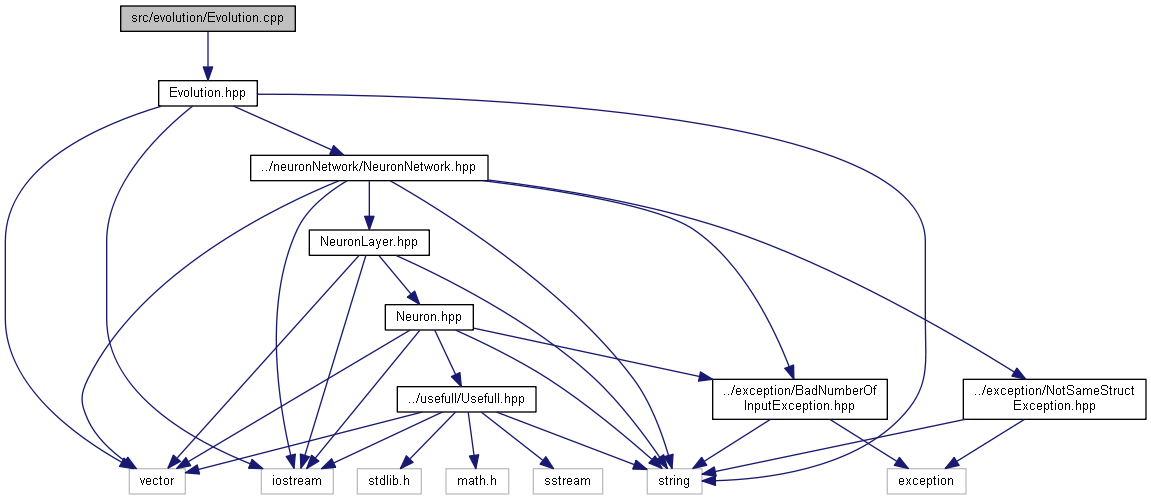 src/evolution/Evolution.cpp
Evolution.hpp
../neuronNetwork/NeuronNetwork.hpp
NeuronLayer.hpp
Neuron.hpp
../usefull/Usefull.hpp
../exception/BadNumberOf
InputException.hpp
../exception/NotSameStruct
Exception.hpp
vector
iostream
stdlib.h
math.h
sstream
string
exception